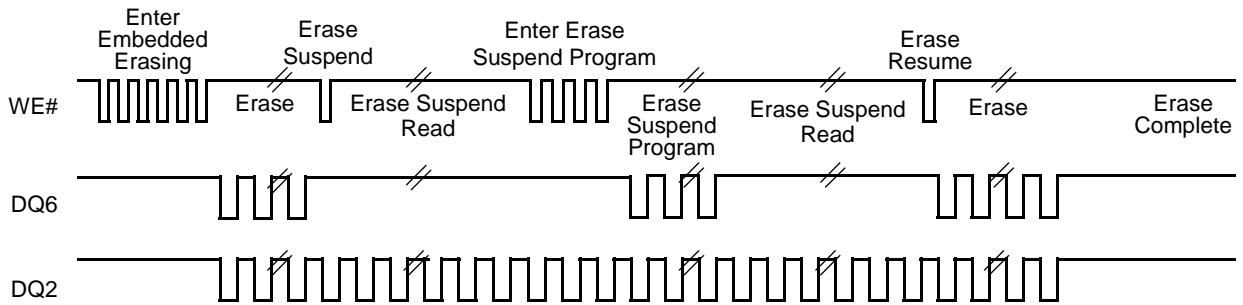 Enter
Embedded
Erasing
Erase
Suspend
Enter Erase
Suspend Program
Erase
Resume
WE#
Erase
Erase Suspend
Read
Erase
Suspend
Program
Erase Suspend
Read
Erase
Erase
Complete
DQ6
DQ2